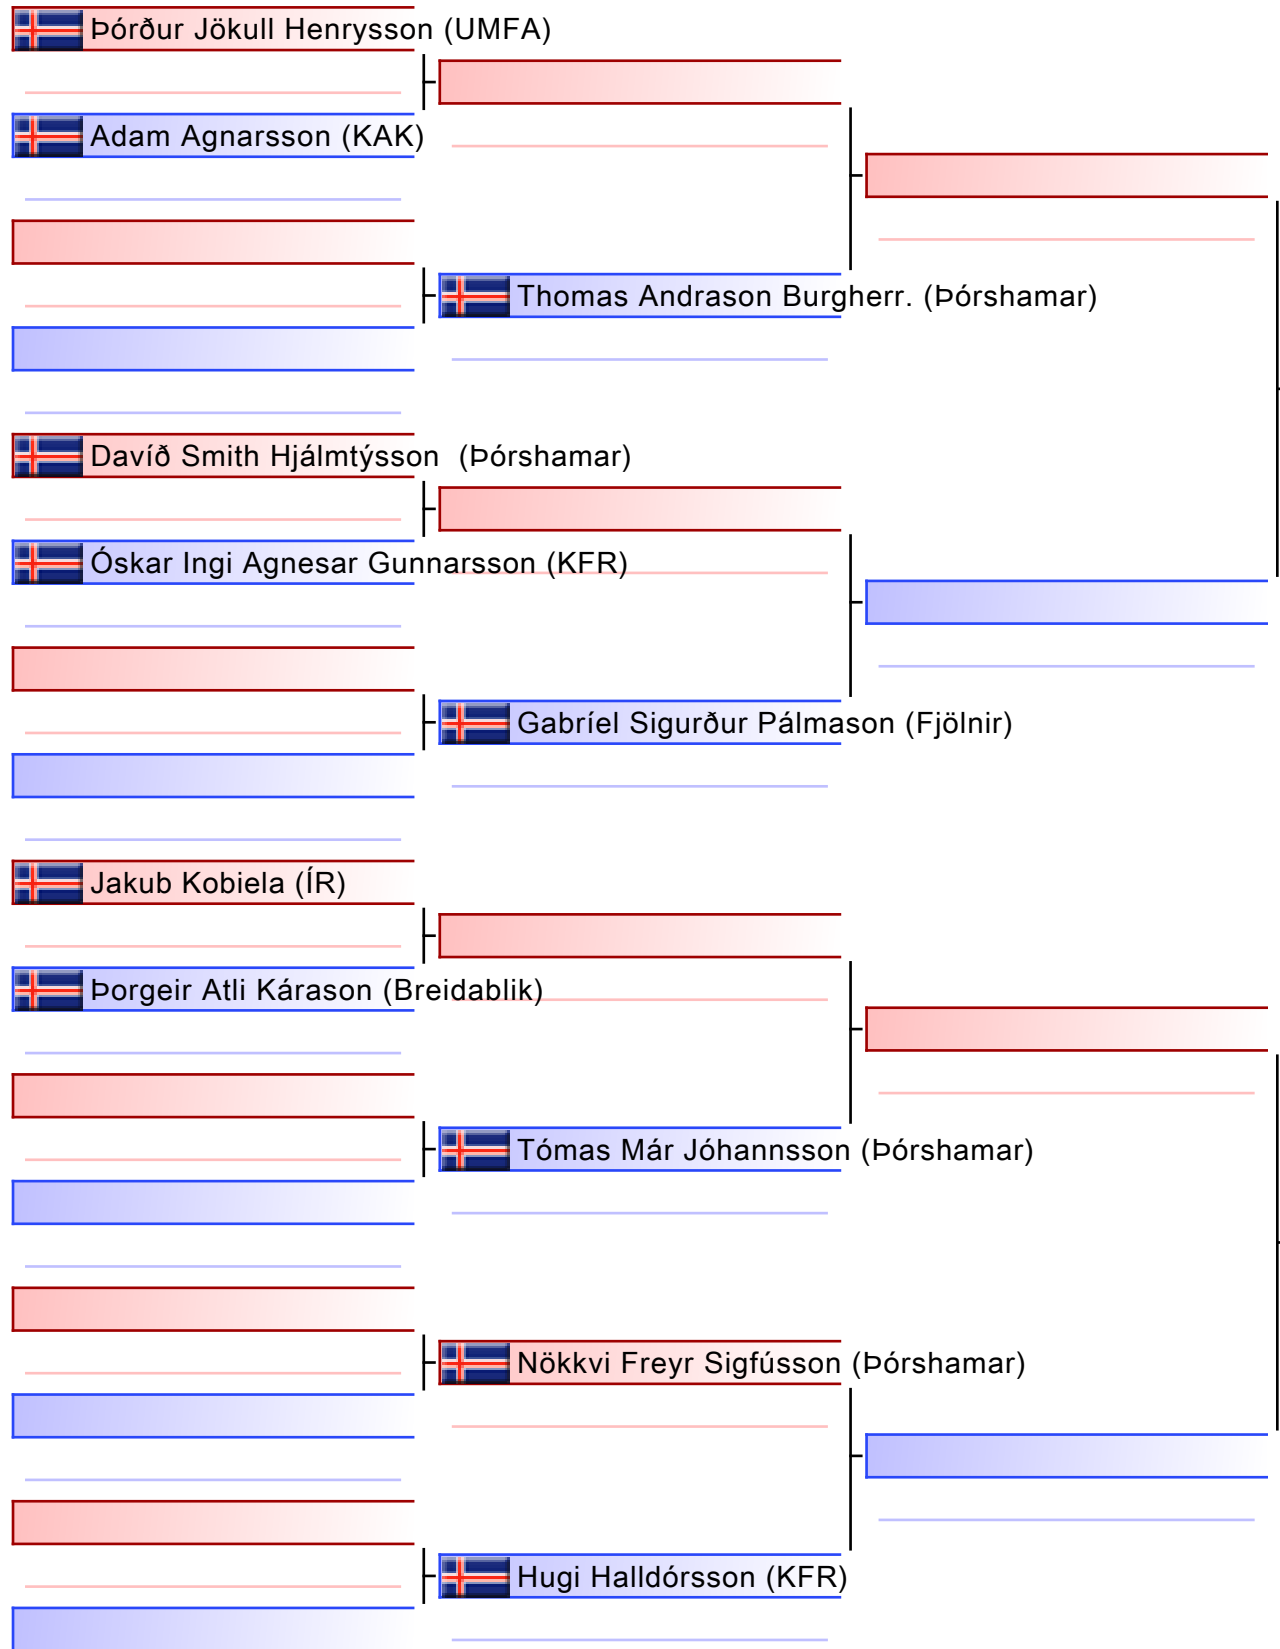 Þórður Jökull Henrysson (UMFA)
Adam Agnarsson (KAK)
Thomas Andrason Burgherr. (Þórshamar)
Davíð Smith Hjálmtýsson  (Þórshamar)
Óskar Ingi Agnesar Gunnarsson (KFR)
Gabríel Sigurður Pálmason (Fjölnir)
Jakub Kobiela (ÍR)
Þorgeir Atli Kárason (Breidablik)
Tómas Már Jóhannsson (Þórshamar)
Nökkvi Freyr Sigfússon (Þórshamar)
Hugi Halldórsson (KFR)